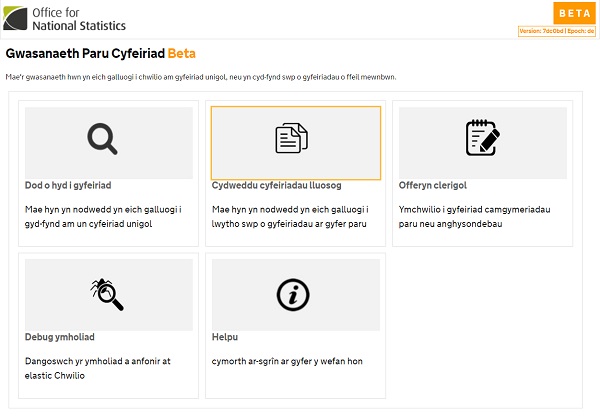 Office for
National Statistics
BETA
Version: 7dc0bd | Epoch: de
Gwasanaeth Paru Cyfeiriad Beta
Mae'r gwasanaeth hwn yn eich galluogi i chwilio am gyfeiriad unigol, neu yn cyd-fynd swp o gyfeiriadau o ffeil mewnbwn.
Dod o hyd i gyfeiriad
Mae hyn yn nodwedd yn eich galluogi i
gyd-fynd am un cyfeiriad unigol
Cydweddu cyfeiriadau lluosog
Mae hyn yn nodwedd yn eich galluogi i
lwytho swp o gyfeiriadau ar gyfer paru
Offeryn clerigol
Ymchwilio i gyfeiriad camgymeriadau
paru neu anghysondebau
Debug ymholiad
Dangoswch yr ymholiad a anfonir at
elastic Chwilio
Helpu
cymorth ar-sgrîn ar gyfer y wefan hon